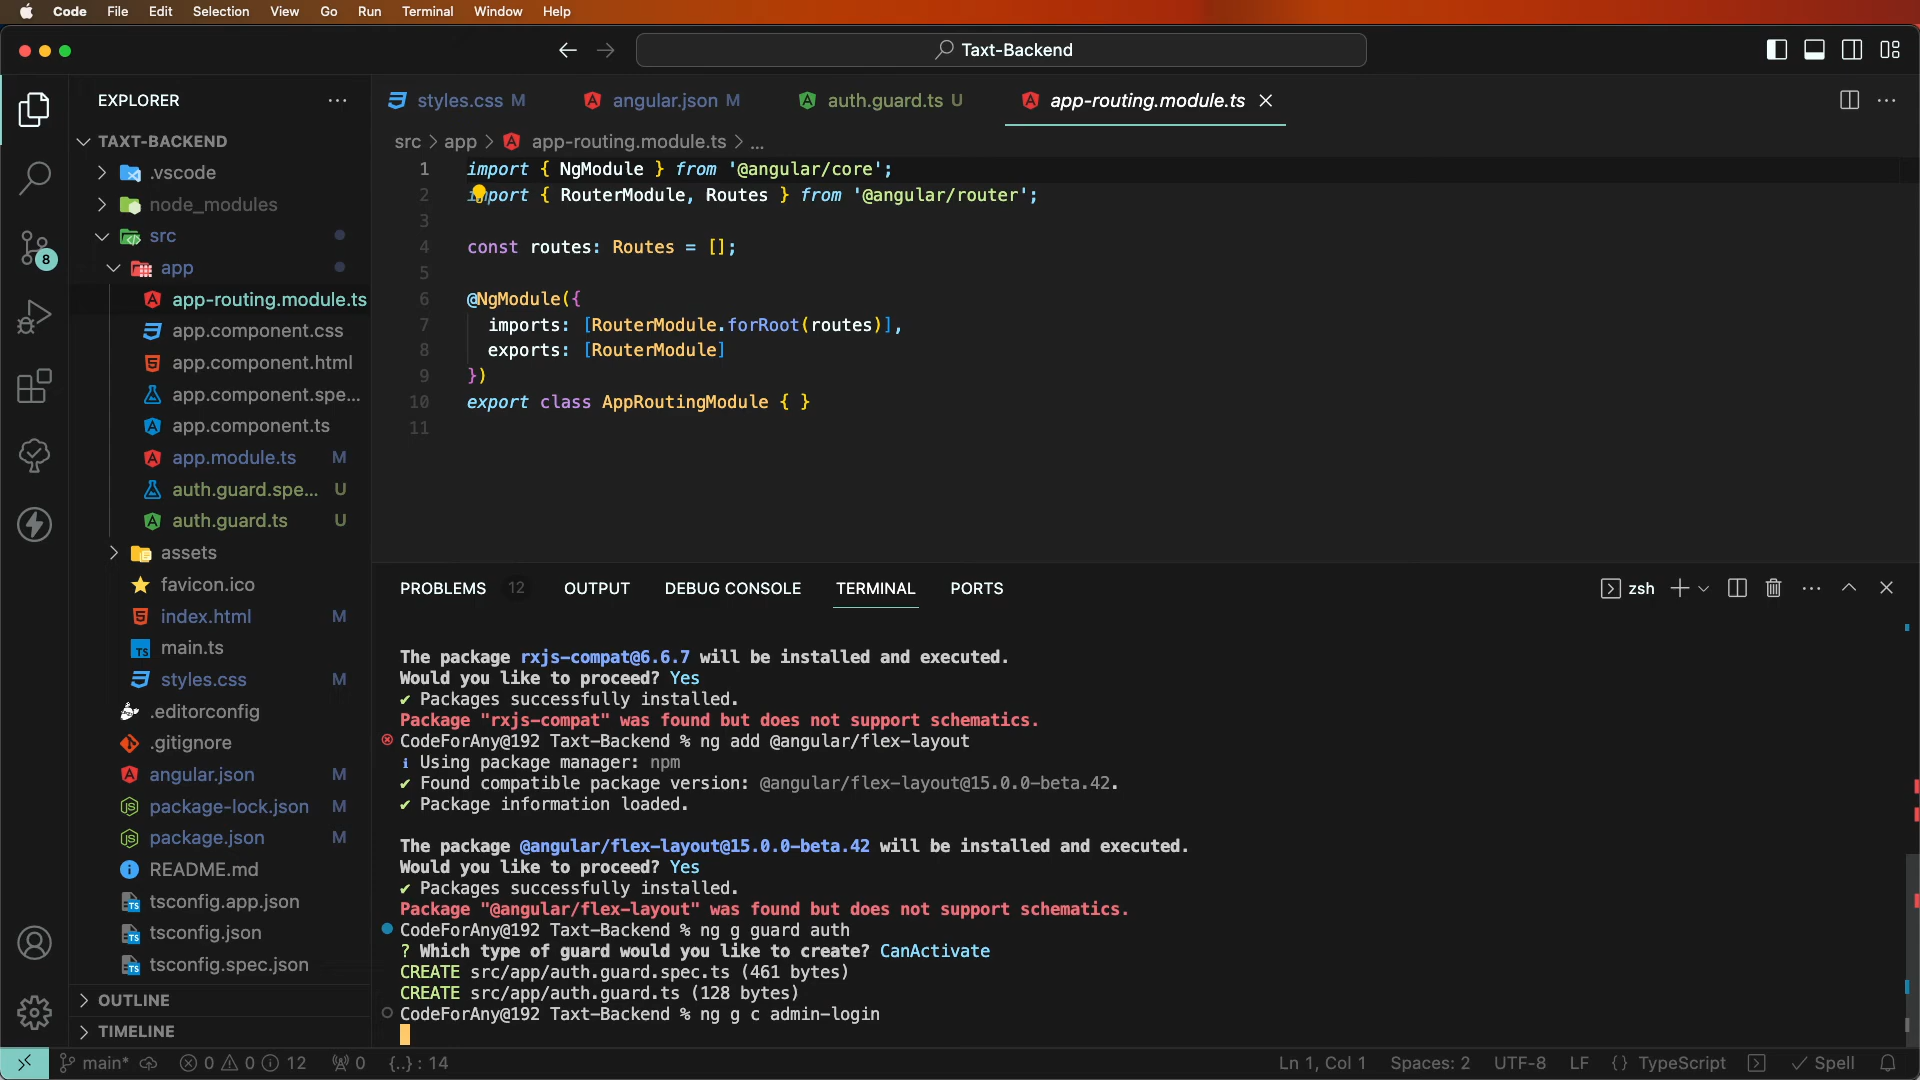 Code File Edit Selection View Go Run Terminal Window Help
Taxt-Backend
EXPLORER
TAXT-BACKEND
.vscode
node_modules
src
app
app-routing.module.ts
app.component.css
app.component.html
app.component.spe...
app.component.ts
app.module.ts M
auth.guard.spe... U
auth.guard.ts U
assets
favicon.ico
index.html M
main.ts
styles.css M
.editorconfig
.gitignore
angular.json M
package-lock.json M
package.json M
README.md
tsconfig.app.json
tsconfig.json
tsconfig.spec.json
OUTLINE
TIMELINE
8
styles.css M angular.json M auth.guard.ts U app-routing.module.ts
src > app > app-routing.module.ts > ...
1 import { NgModule } from '@angular/core';
2 import { RouterModule, Routes } from '@angular/router';
3
4 const routes: Routes = [];
5
6 @NgModule({
7 imports: [RouterModule.forRoot(routes)],
8 exports: [RouterModule]
9 })
10 export class AppRoutingModule { }
11
PROBLEMS 12 OUTPUT DEBUG CONSOLE TERMINAL PORTS zsh
The package rxjs-compat@6.6.7 will be installed and executed.
Would you like to proceed? Yes
✔ Packages successfully installed.
Package "rxjs-compat" was found but does not support schematics.
CodeForAny@192 Taxt-Backend % ng add @angular/flex-layout
ℹ Using package manager: npm
✔ Found compatible package version: @angular/flex-layout@15.0.0-beta.42.
✔ Package information loaded.
The package @angular/flex-layout@15.0.0-beta.42 will be installed and executed.
Would you like to proceed? Yes
✔ Packages successfully installed.
Package "@angular/flex-layout" was found but does not support schematics.
CodeForAny@192 Taxt-Backend % ng g guard auth
? Which type of guard would you like to create? CanActivate
CREATE src/app/auth.guard.spec.ts (461 bytes)
CREATE src/app/auth.guard.ts (128 bytes)
CodeForAny@192 Taxt-Backend % ng g c admin-login
main* 0 0 12 0 {..} : 14 Ln 1, Col 1 Spaces: 2 UTF-8 LF {} TypeScript Spell